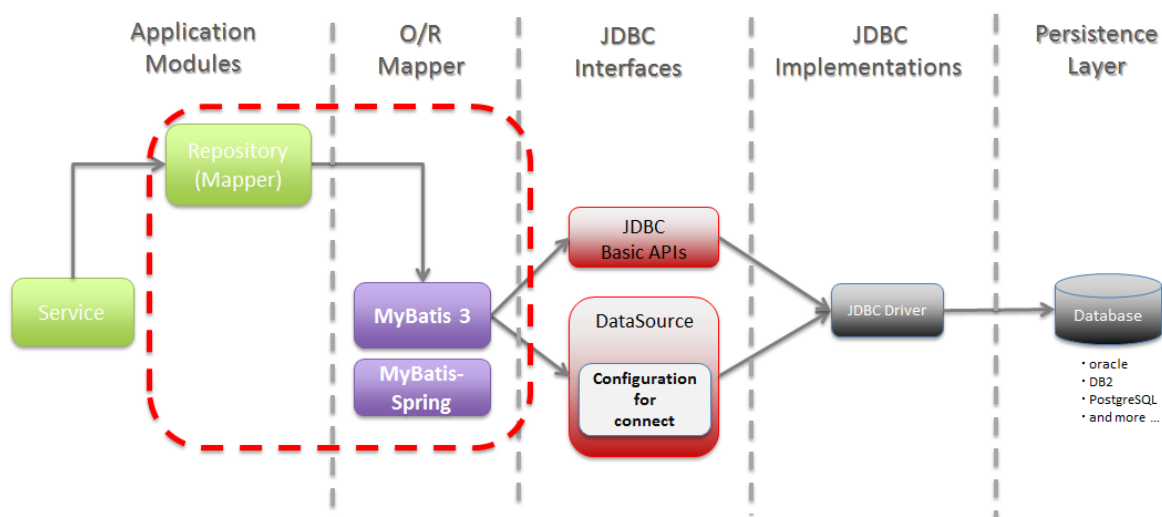 Application
Modules
O/R
Mapper
JDBC
Interfaces
JDBC
Implementations
Persistence
Layer
Repository
(Mapper)
Service
MyBatis 3
MyBatis-
Spring
JDBC
Basic APIs
DataSource
Configuration
for
connect
JDBC Driver
Database
・oracle
・DB2
・PostgreSQL
・and more ...